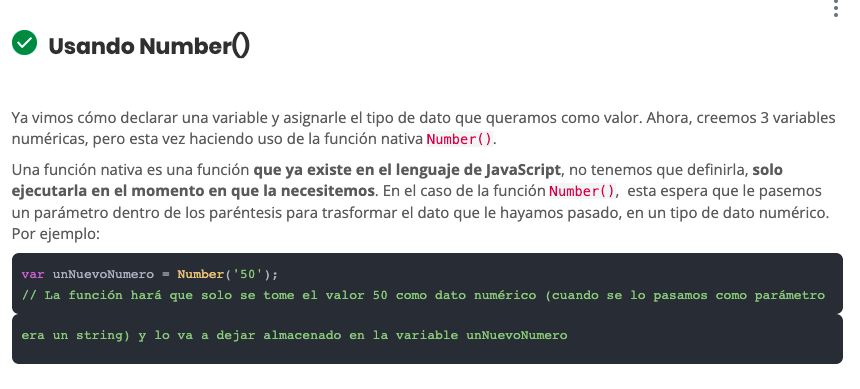 Usando Number()
Ya vimos cómo declarar una variable y asignarle el tipo de dato que queramos como valor. Ahora, creemos 3 variables
numéricas, pero esta vez haciendo uso de la función nativa Number().
Una función nativa es una función que ya existe en el lenguaje de JavaScript, no tenemos que definirla, solo
ejecutarla en el momento en que la necesitemos. En el caso de la función Number(), esta espera que le pasemos
un parámetro dentro de los paréntesis para trasformar el dato que le hayamos pasado, en un tipo de dato numérico.
Por ejemplo:
var unNuevoNumero = Number('50');
// La función hará que solo se tome el valor 50 como dato numérico (cuando se lo pasamos como parámetro
era un string) y lo va a dejar almacenado en la variable unNuevoNumero